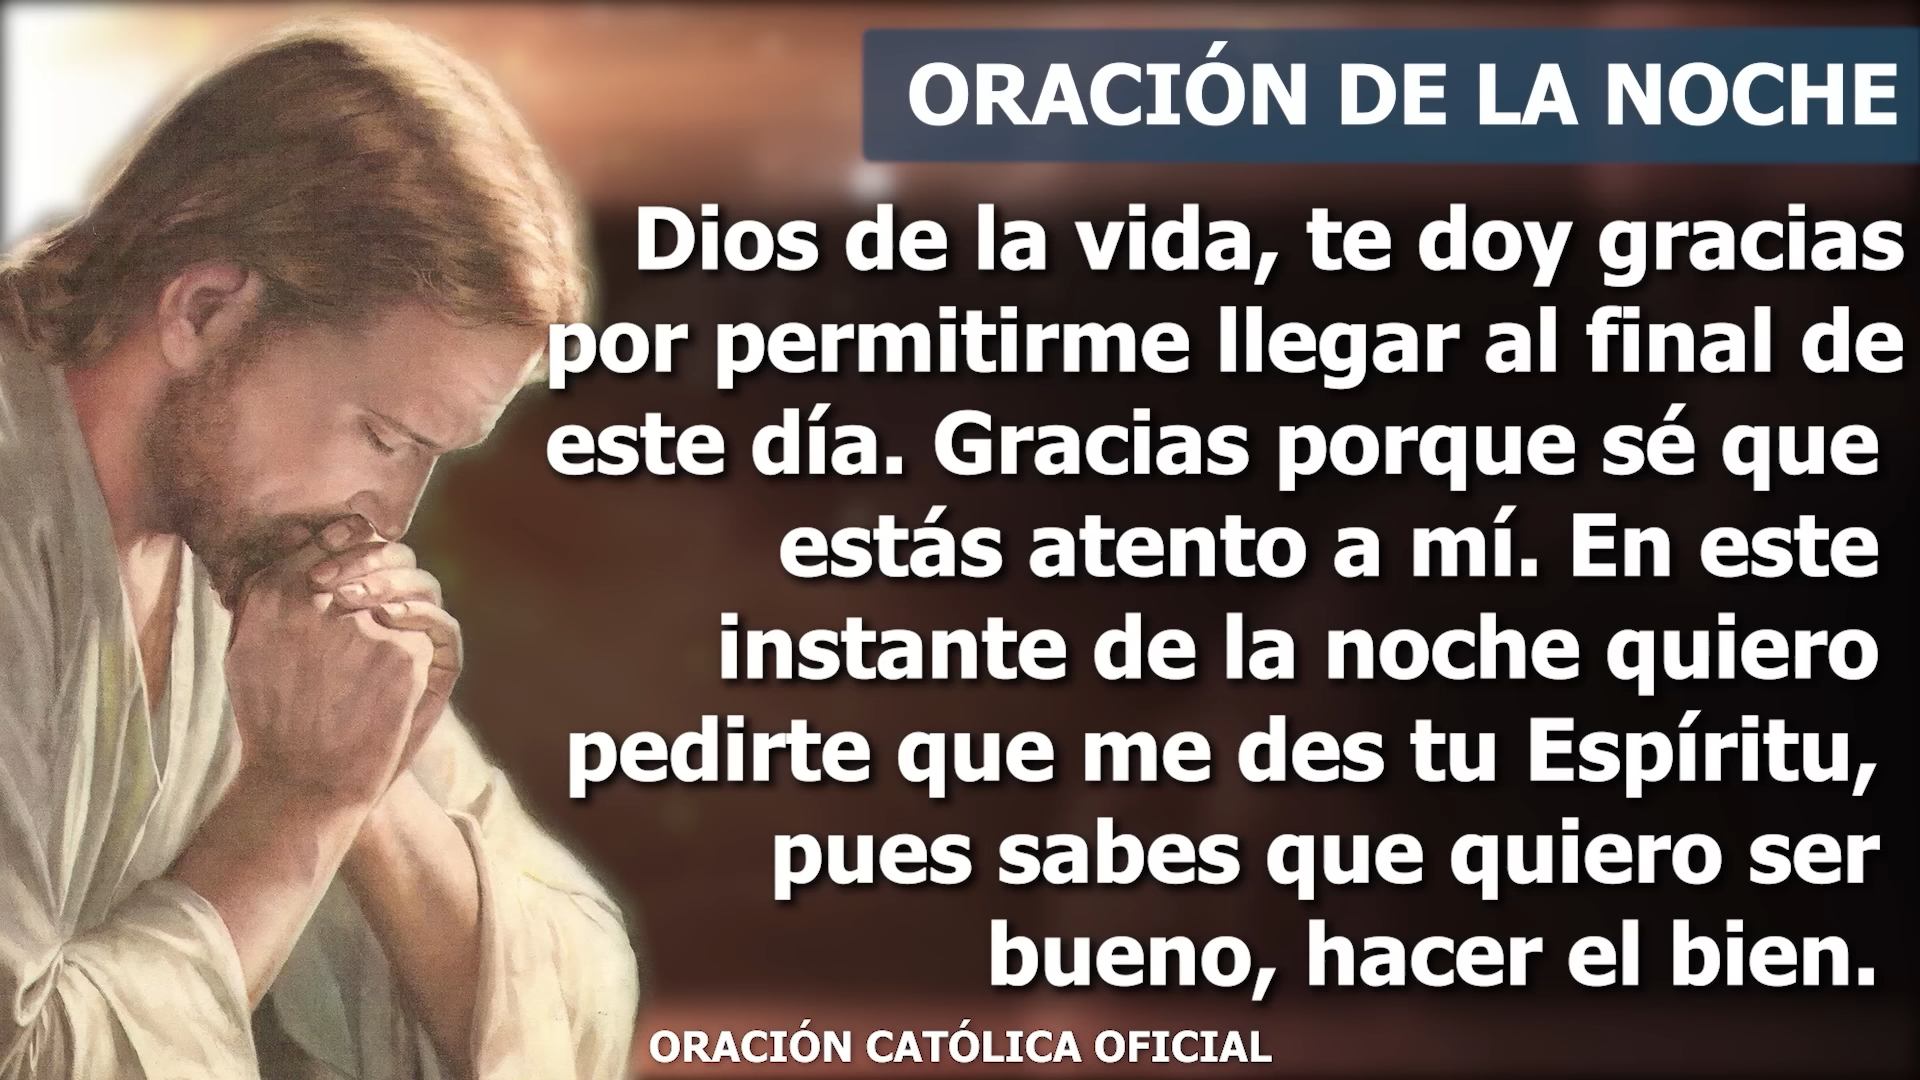 ORACIÓN DE LA NOCHE
Dios de la vida, te doy gracias
por permitirme llegar al final de
este día. Gracias porque sé que
estás atento a mí. En este
instante de la noche quiero
pedirte que me des tu Espíritu,
pues sabes que quiero ser
bueno, hacer el bien.
ORACIÓN CATÓLICA OFICIAL